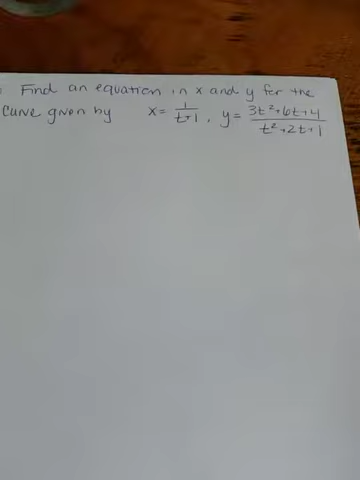 Find an equation in x and y for the
Curve given by x = 1/(t+1), y = (3t²+6t+4)/(t²+2t+1)